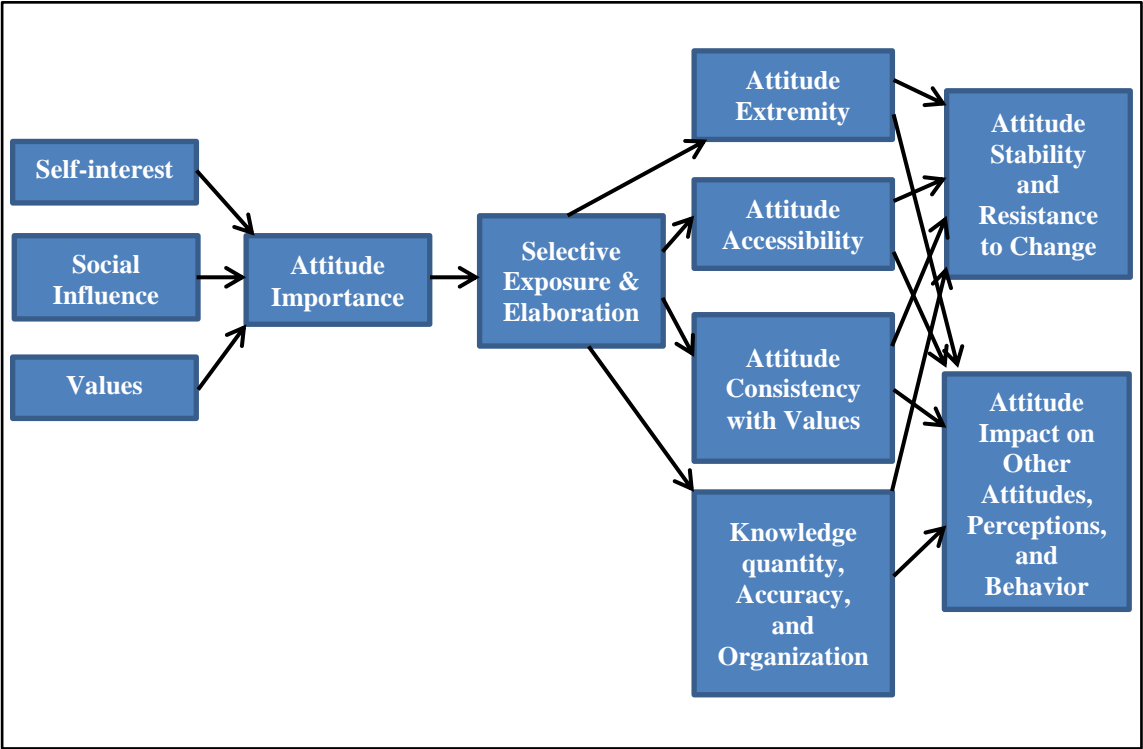 Self-interest
Social
Influence
Values
Attitude
Importance
Selective
Exposure &
Elaboration
Attitude
Extremity
Attitude
Accessibility
Attitude
Consistency
with Values
Knowledge
quantity,
Accuracy,
and
Organization
Attitude
Stability
and
Resistance
to Change
Attitude
Impact on
Other
Attitudes,
Perceptions,
and
Behavior